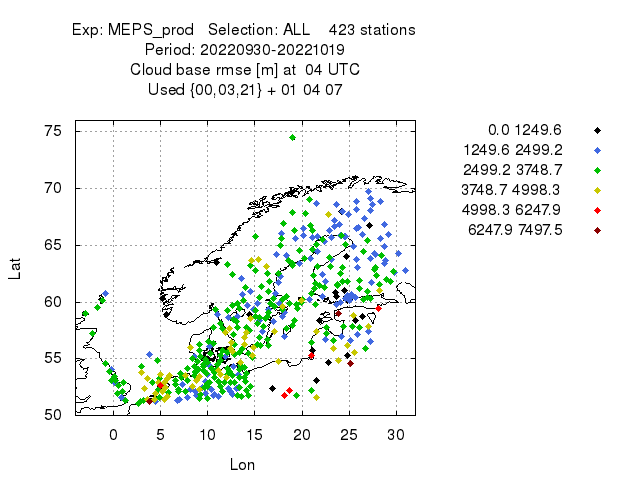 Exp: MEPS_prod   Selection: ALL    423 stations
Period: 20220930-20221019
Cloud base rmse [m] at  04 UTC
Used {00,03,21} + 01 04 07
0.0 1249.6
1249.6 2499.2
2499.2 3748.7
3748.7 4998.3
4998.3 6247.9
6247.9 7497.5
75
70
65
60
55
50
Lat
0 5 10 15 20 25 30
Lon